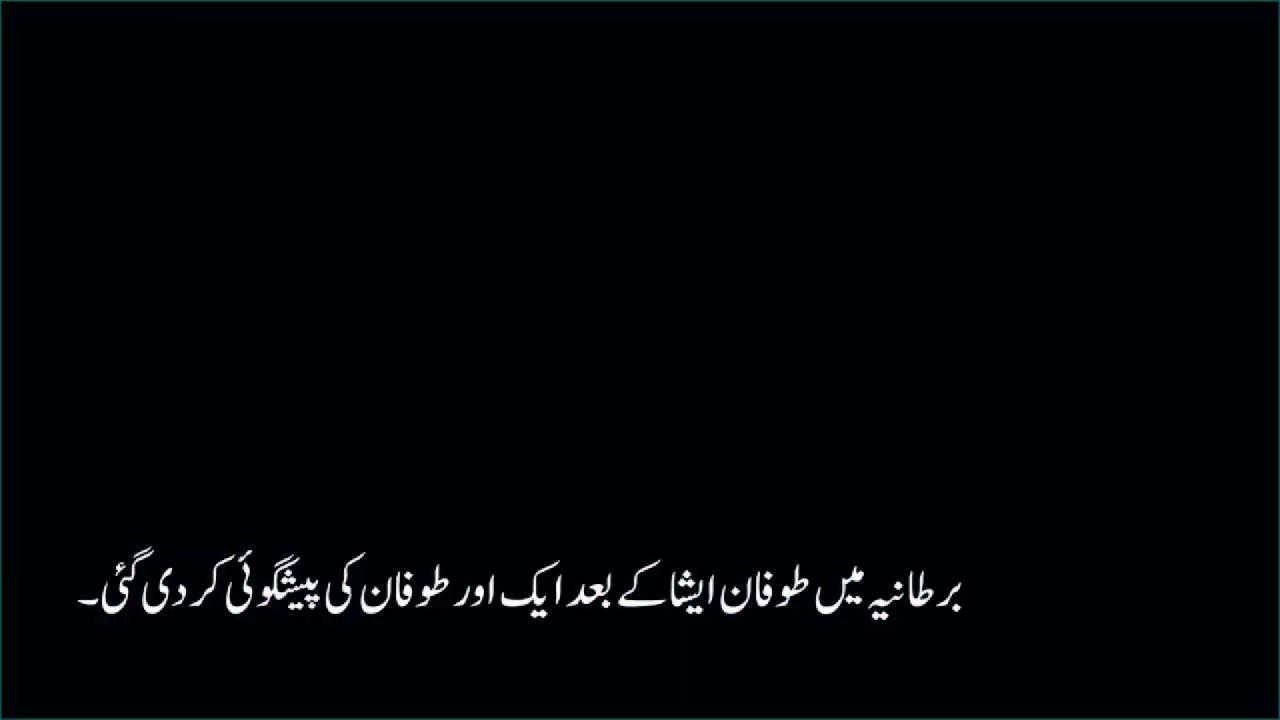 برطانیہ میں طوفان ایشا کے بعد ایک اور طوفان کی پیشگوئی کر دی گئی۔